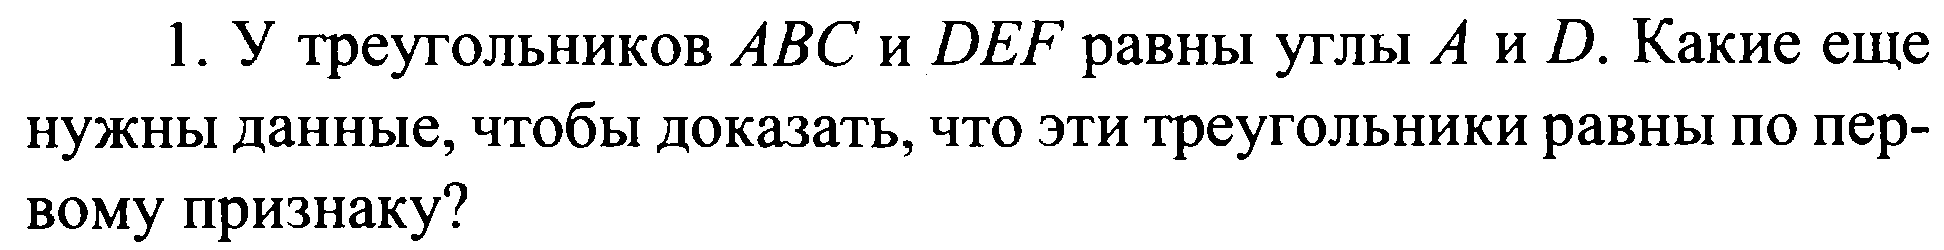 1. У треугольников ABC и DEF равны углы A и D. Какие еще
нужны данные, чтобы доказать, что эти треугольники равны по пер-
вому признаку?